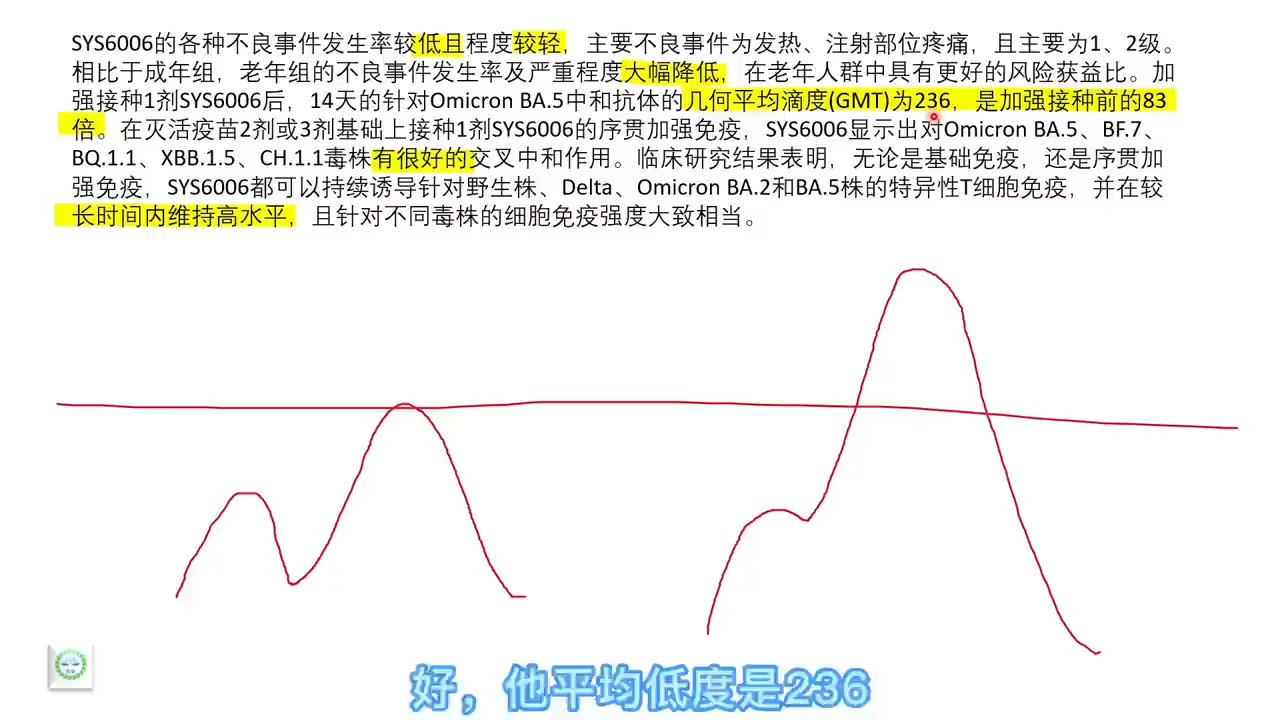 SYS6006的各种不良事件发生率较低且程度较轻，主要不良事件为发热、注射部位疼痛，且主要为1、2级。
相比于成年组，老年组的不良事件发生率及严重程度大幅降低，在老年人群中具有更好的风险获益比。加
强接种1剂SYS6006后，14天的针对Omicron BA.5中和抗体的几何平均滴度(GMT)为236，是加强接种前的83
倍。在灭活疫苗2剂或3剂基础上接种1剂SYS6006的序贯加强免疫，SYS6006显示出对Omicron BA.5、BF.7、
BQ.1.1、XBB.1.5、CH.1.1毒株有很好的交叉中和作用。临床研究结果表明，无论是基础免疫，还是序贯加
强免疫，SYS6006都可以持续诱导针对野生株、Delta、Omicron BA.2和BA.5株的特异性T细胞免疫，并在较
长时间内维持高水平，且针对不同毒株的细胞免疫强度大致相当。
好，他平均低度是236